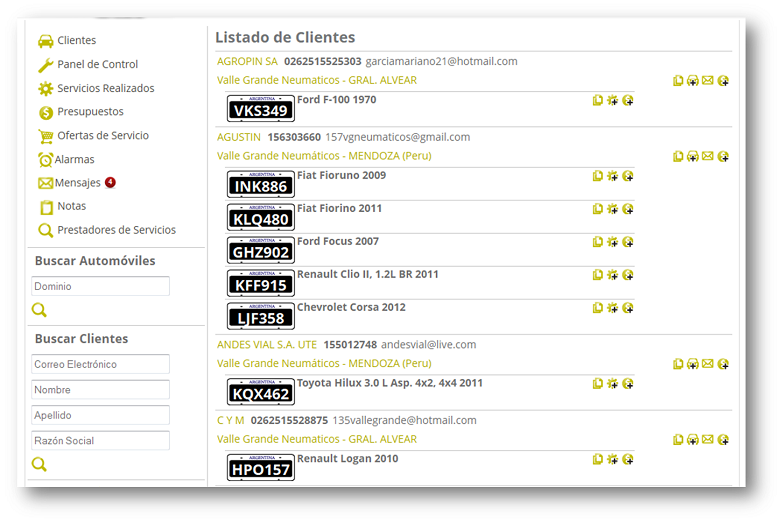 Clientes
Panel de Control
Servicios Realizados
Presupuestos
Ofertas de Servicio
Alarmas
Mensajes 4
Notas
Prestadores de Servicios
Buscar Automóviles
Dominio
Buscar Clientes
Correo Electrónico
Nombre
Apellido
Razón Social
Listado de Clientes
AGROPIN SA 0262515525303 garciamariano21@hotmail.com
Valle Grande Neumaticos - GRAL. ALVEAR
ARGENTINA
VKS349 Ford F-100 1970
AGUSTIN 156303660 157vgneumaticos@gmail.com
Valle Grande Neumáticos - MENDOZA (Peru)
ARGENTINA
INK886 Fiat Fioruno 2009
ARGENTINA
KLQ480 Fiat Fiorino 2011
ARGENTINA
GHZ902 Ford Focus 2007
ARGENTINA
KFF915 Renault Clio II, 1.2L BR 2011
ARGENTINA
LJF358 Chevrolet Corsa 2012
ANDES VIAL S.A. UTE 155012748 andesvial@live.com
Valle Grande Neumáticos - MENDOZA (Peru)
ARGENTINA
KQX462 Toyota Hilux 3.0 L Asp. 4x2, 4x4 2011
C Y M 0262515528875 135vallegrande@hotmail.com
Valle Grande Neumaticos - GRAL. ALVEAR
ARGENTINA
HPO157 Renault Logan 2010